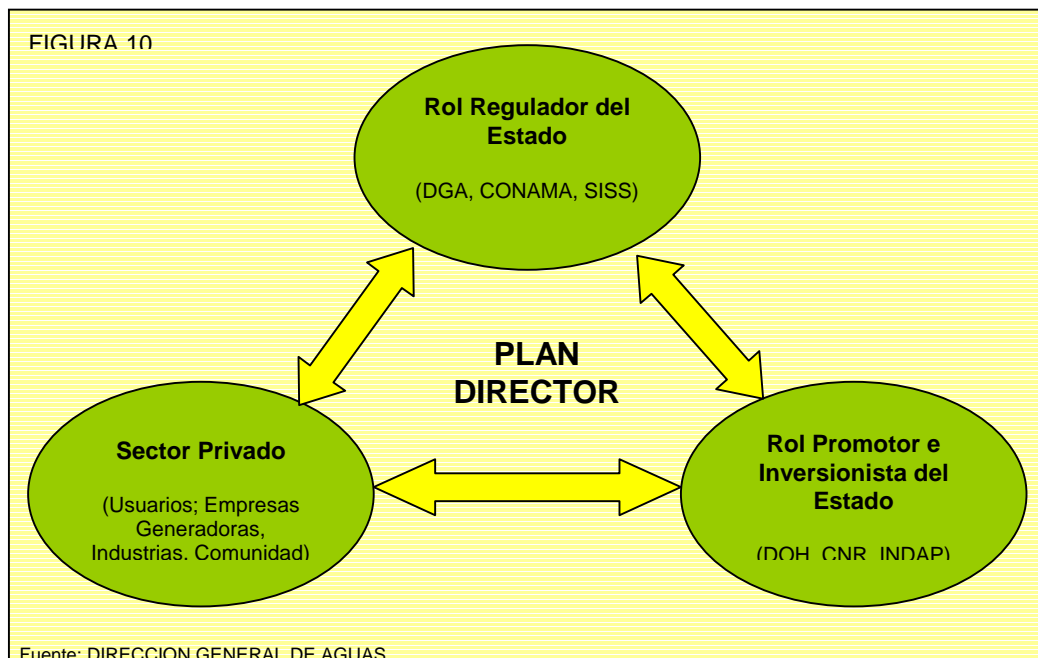 FIGURA 10
Rol Regulador del
Estado
(DGA, CONAMA, SISS)
PLAN
DIRECTOR
Sector Privado
(Usuarios; Empresas
Generadoras,
Industrias. Comunidad)
Rol Promotor e
Inversionista del
Estado
(DOH, CNR, INDAP)
Fuente: DIRECCION GENERAL DE AGUAS